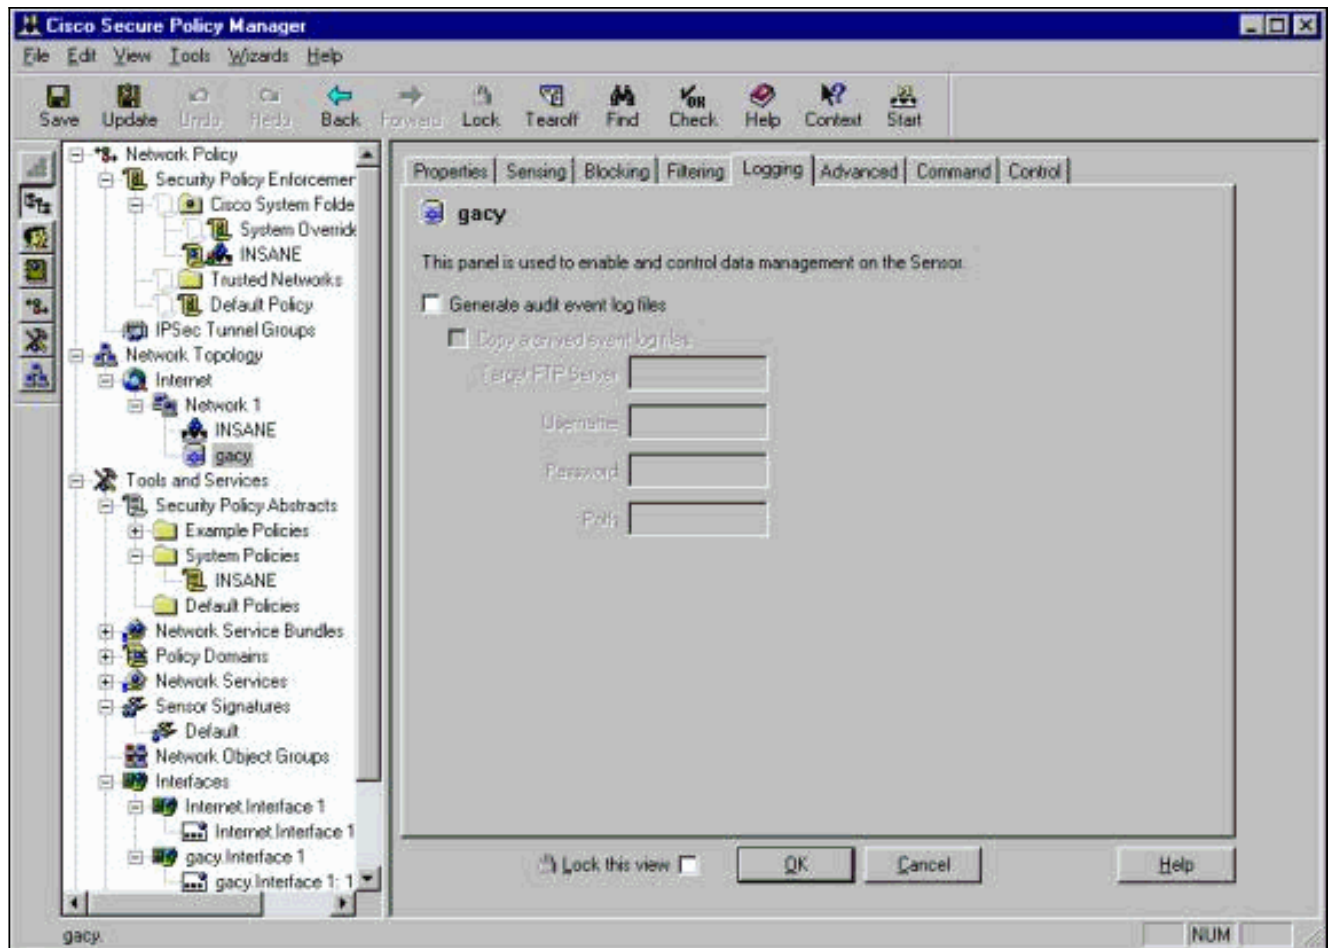 Cisco Secure Policy Manager
File Edit View Tools Wizards Help
Save Update Undo Redo Back Forward Lock Tearoff Find Check Help Context Start
Network Policy
Security Policy Enforcemer
Cisco System Folde
System Override
INSANE
Trusted Networks
Default Policy
IPSec Tunnel Groups
Network Topology
Internet
Network 1
INSANE
gacy
Tools and Services
Security Policy Abstracts
Example Policies
System Policies
INSANE
Default Policies
Network Service Bundles
Policy Domains
Network Services
Sensor Signatures
Default
Network Object Groups
Interfaces
Internet.Interface 1
Internet.Interface 1
gacy.Interface 1
gacy.Interface 1: 1
Properties Sensing Blocking Filtering Logging Advanced Command Control
gacy
This panel is used to enable and control data management on the Sensor.
Generate audit event log files
Copy archived event log files
Target FTP Server
Username
Password
Path
Lock this view OK Cancel Help
gacy. NUM